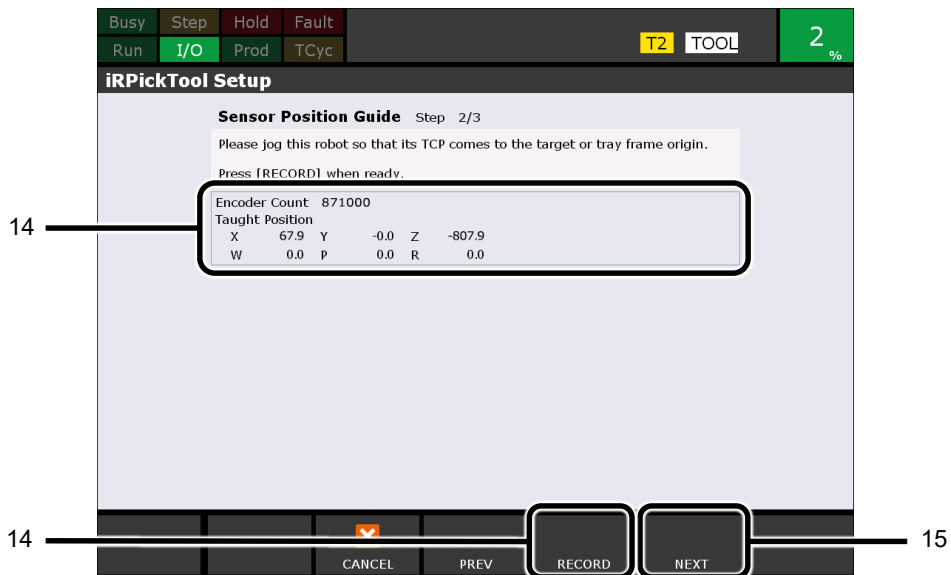 Busy Step Hold Fault
Run I/O Prod TCyc
T2 TOOL
2 %
iRPickTool Setup
Sensor Position Guide Step 2/3
Please jog this robot so that its TCP comes to the target or tray frame origin.
Press [RECORD] when ready.
14
Encoder Count 871000
Taught Position
X 67.9 Y -0.0 Z -807.9
W 0.0 P 0.0 R 0.0
14
15
CANCEL PREV RECORD NEXT